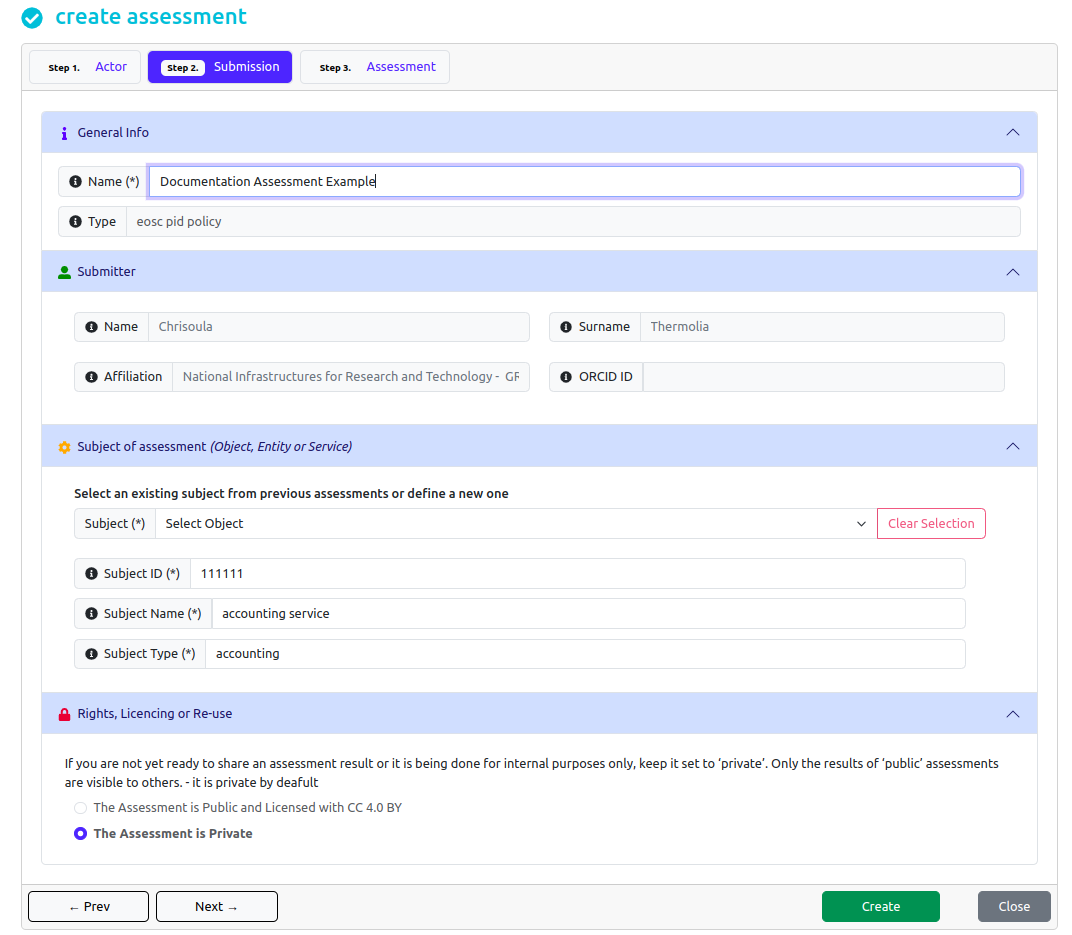 create assessment
Step 1. Actor
Step 2. Submission
Step 3. Assessment
General Info
Name (*) Documentation Assessment Example
Type eosc pid policy
Submitter
Name Chrisoula
Surname Thermolia
Affiliation National Infrastructures for Research and Technology - GR
ORCID ID
Subject of assessment (Object, Entity or Service)
Select an existing subject from previous assessments or define a new one
Subject (*) Select Object Clear Selection
Subject ID (*) 111111
Subject Name (*) accounting service
Subject Type (*) accounting
Rights, Licencing or Re-use
If you are not yet ready to share an assessment result or it is being done for internal purposes only, keep it set to ‘private’. Only the results of ‘public’ assessments
are visible to others. - it is private by deafult
The Assessment is Public and Licensed with CC 4.0 BY
The Assessment is Private
← Prev
Next →
Create
Close